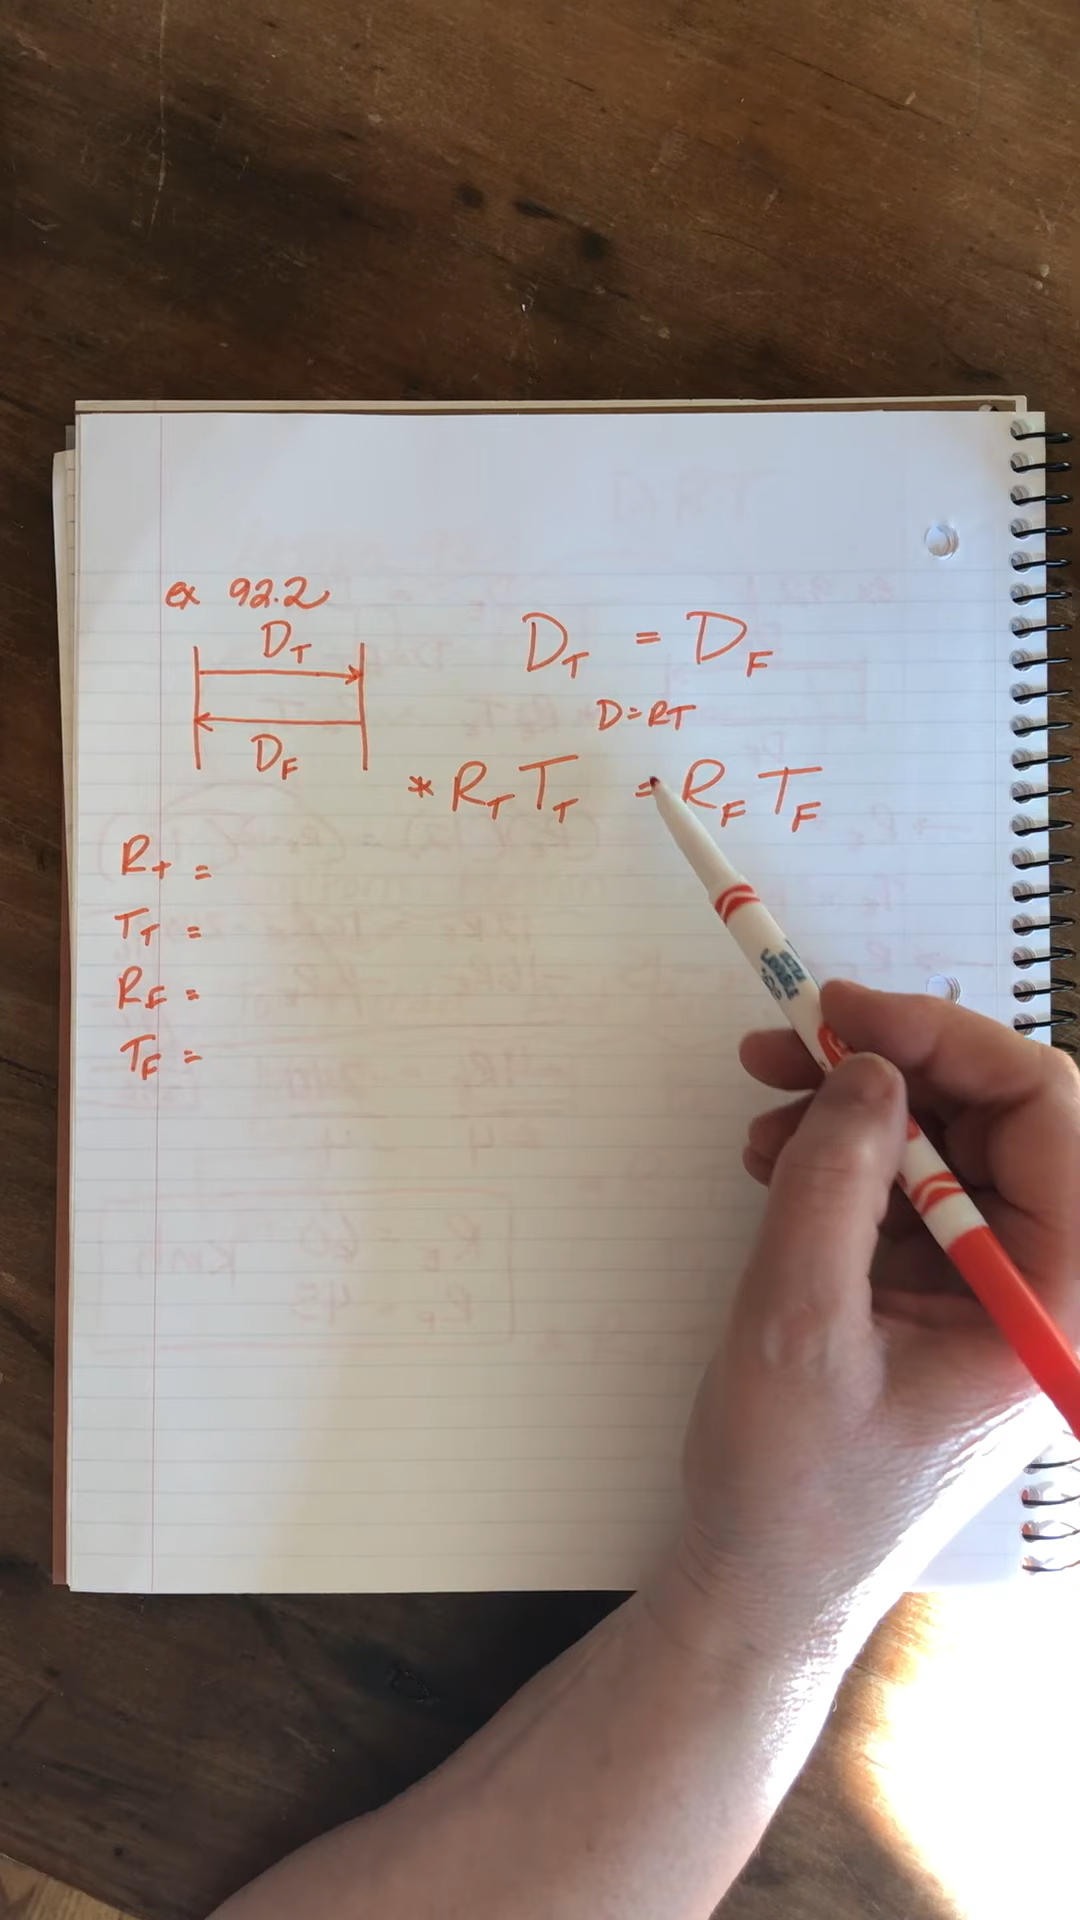 ex 92.2
D_T
D_F
D_T = D_F
D=RT
* R_T T_T = R_F T_F
R_T =
T_T =
R_F =
T_F =